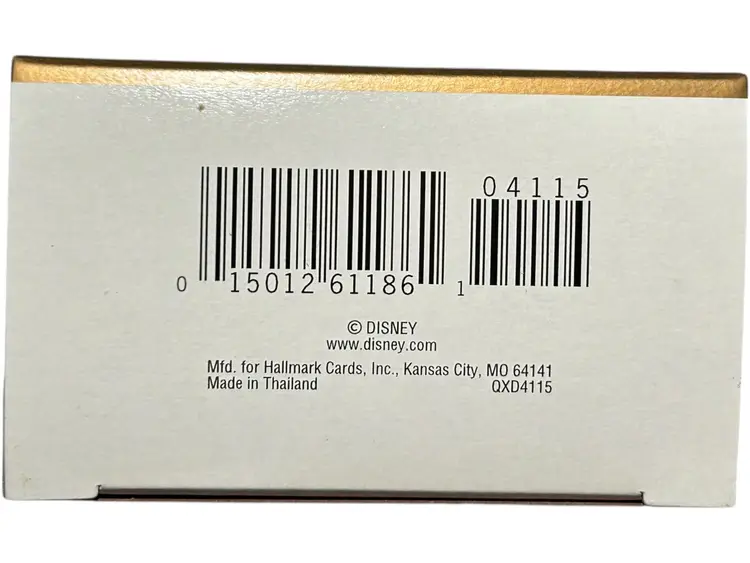 04115
0 15012 61186 1
© DISNEY
www.disney.com
Mfd. for Hallmark Cards, Inc., Kansas City, MO 64141
Made in Thailand QXD4115